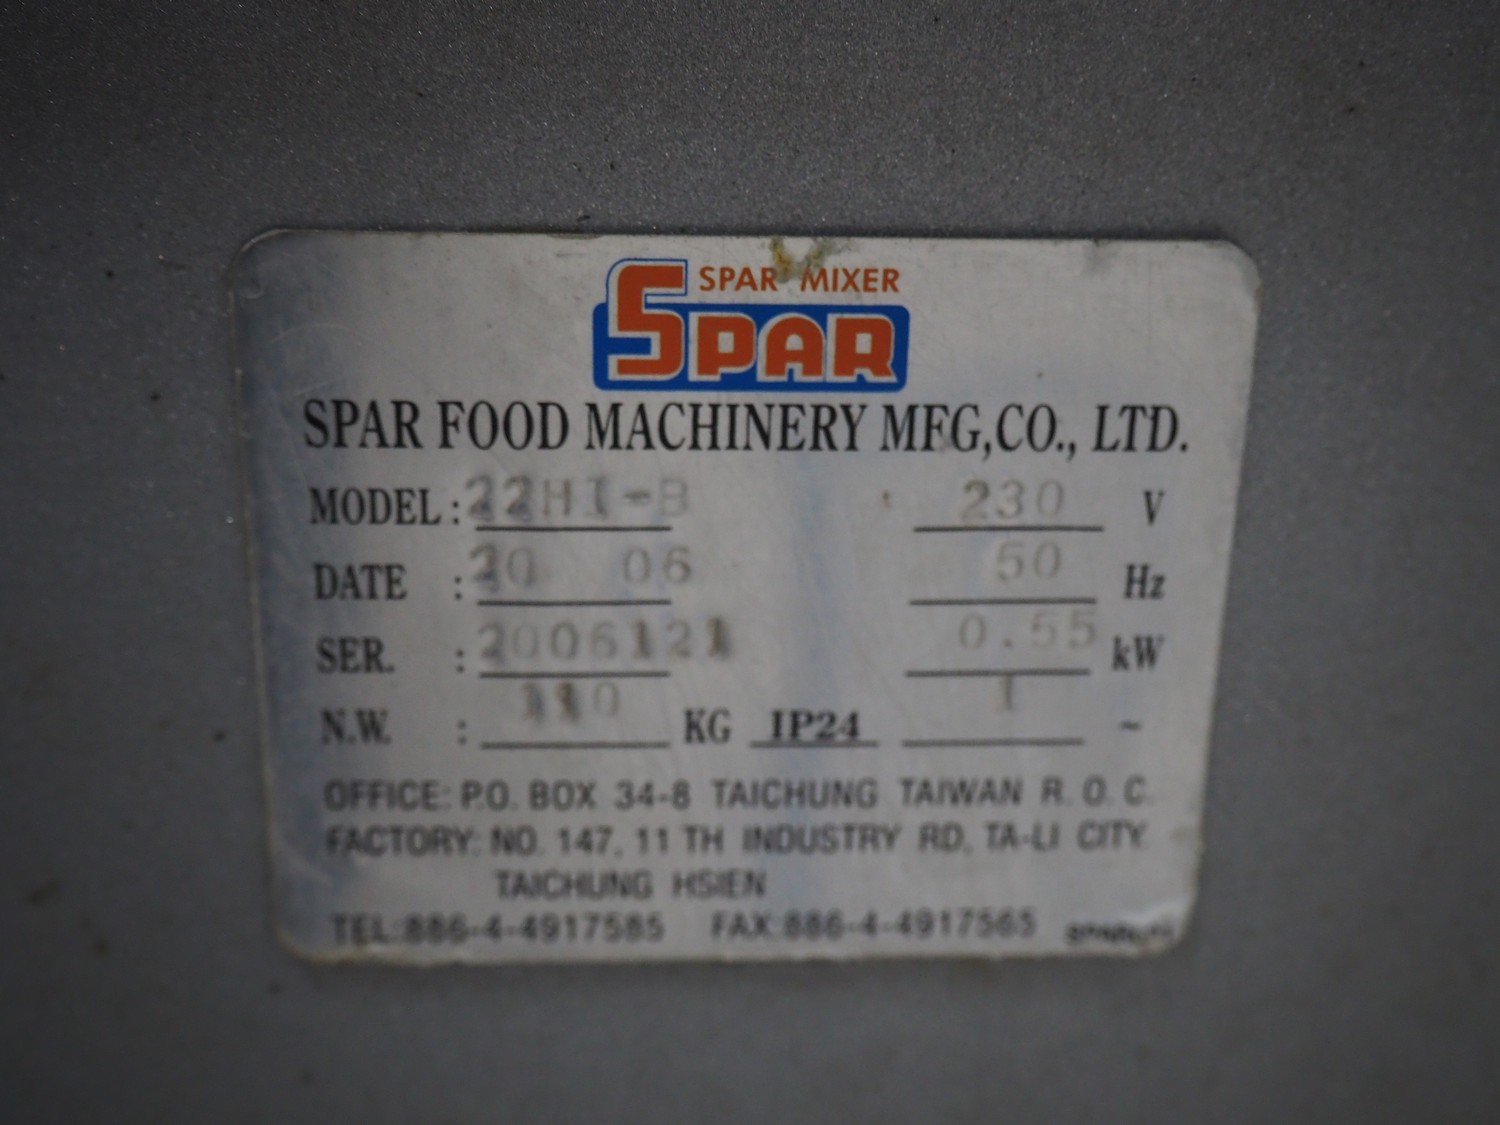 SPAR MIXER
SPAR
SPAR FOOD MACHINERY MFG,CO., LTD.
MODEL : 22HI-B 230 V
DATE : 20 06 50 Hz
SER. : 2006121 0.55 kW
N.W. : 110 KG IP24 1 ~
OFFICE: P.O. BOX 34-8 TAICHUNG TAIWAN R. O. C.
FACTORY: NO. 147, 11 TH INDUSTRY RD, TA-LI CITY.
TAICHUNG HSIEN
TEL:886-4-4917585 FAX:886-4-4917565